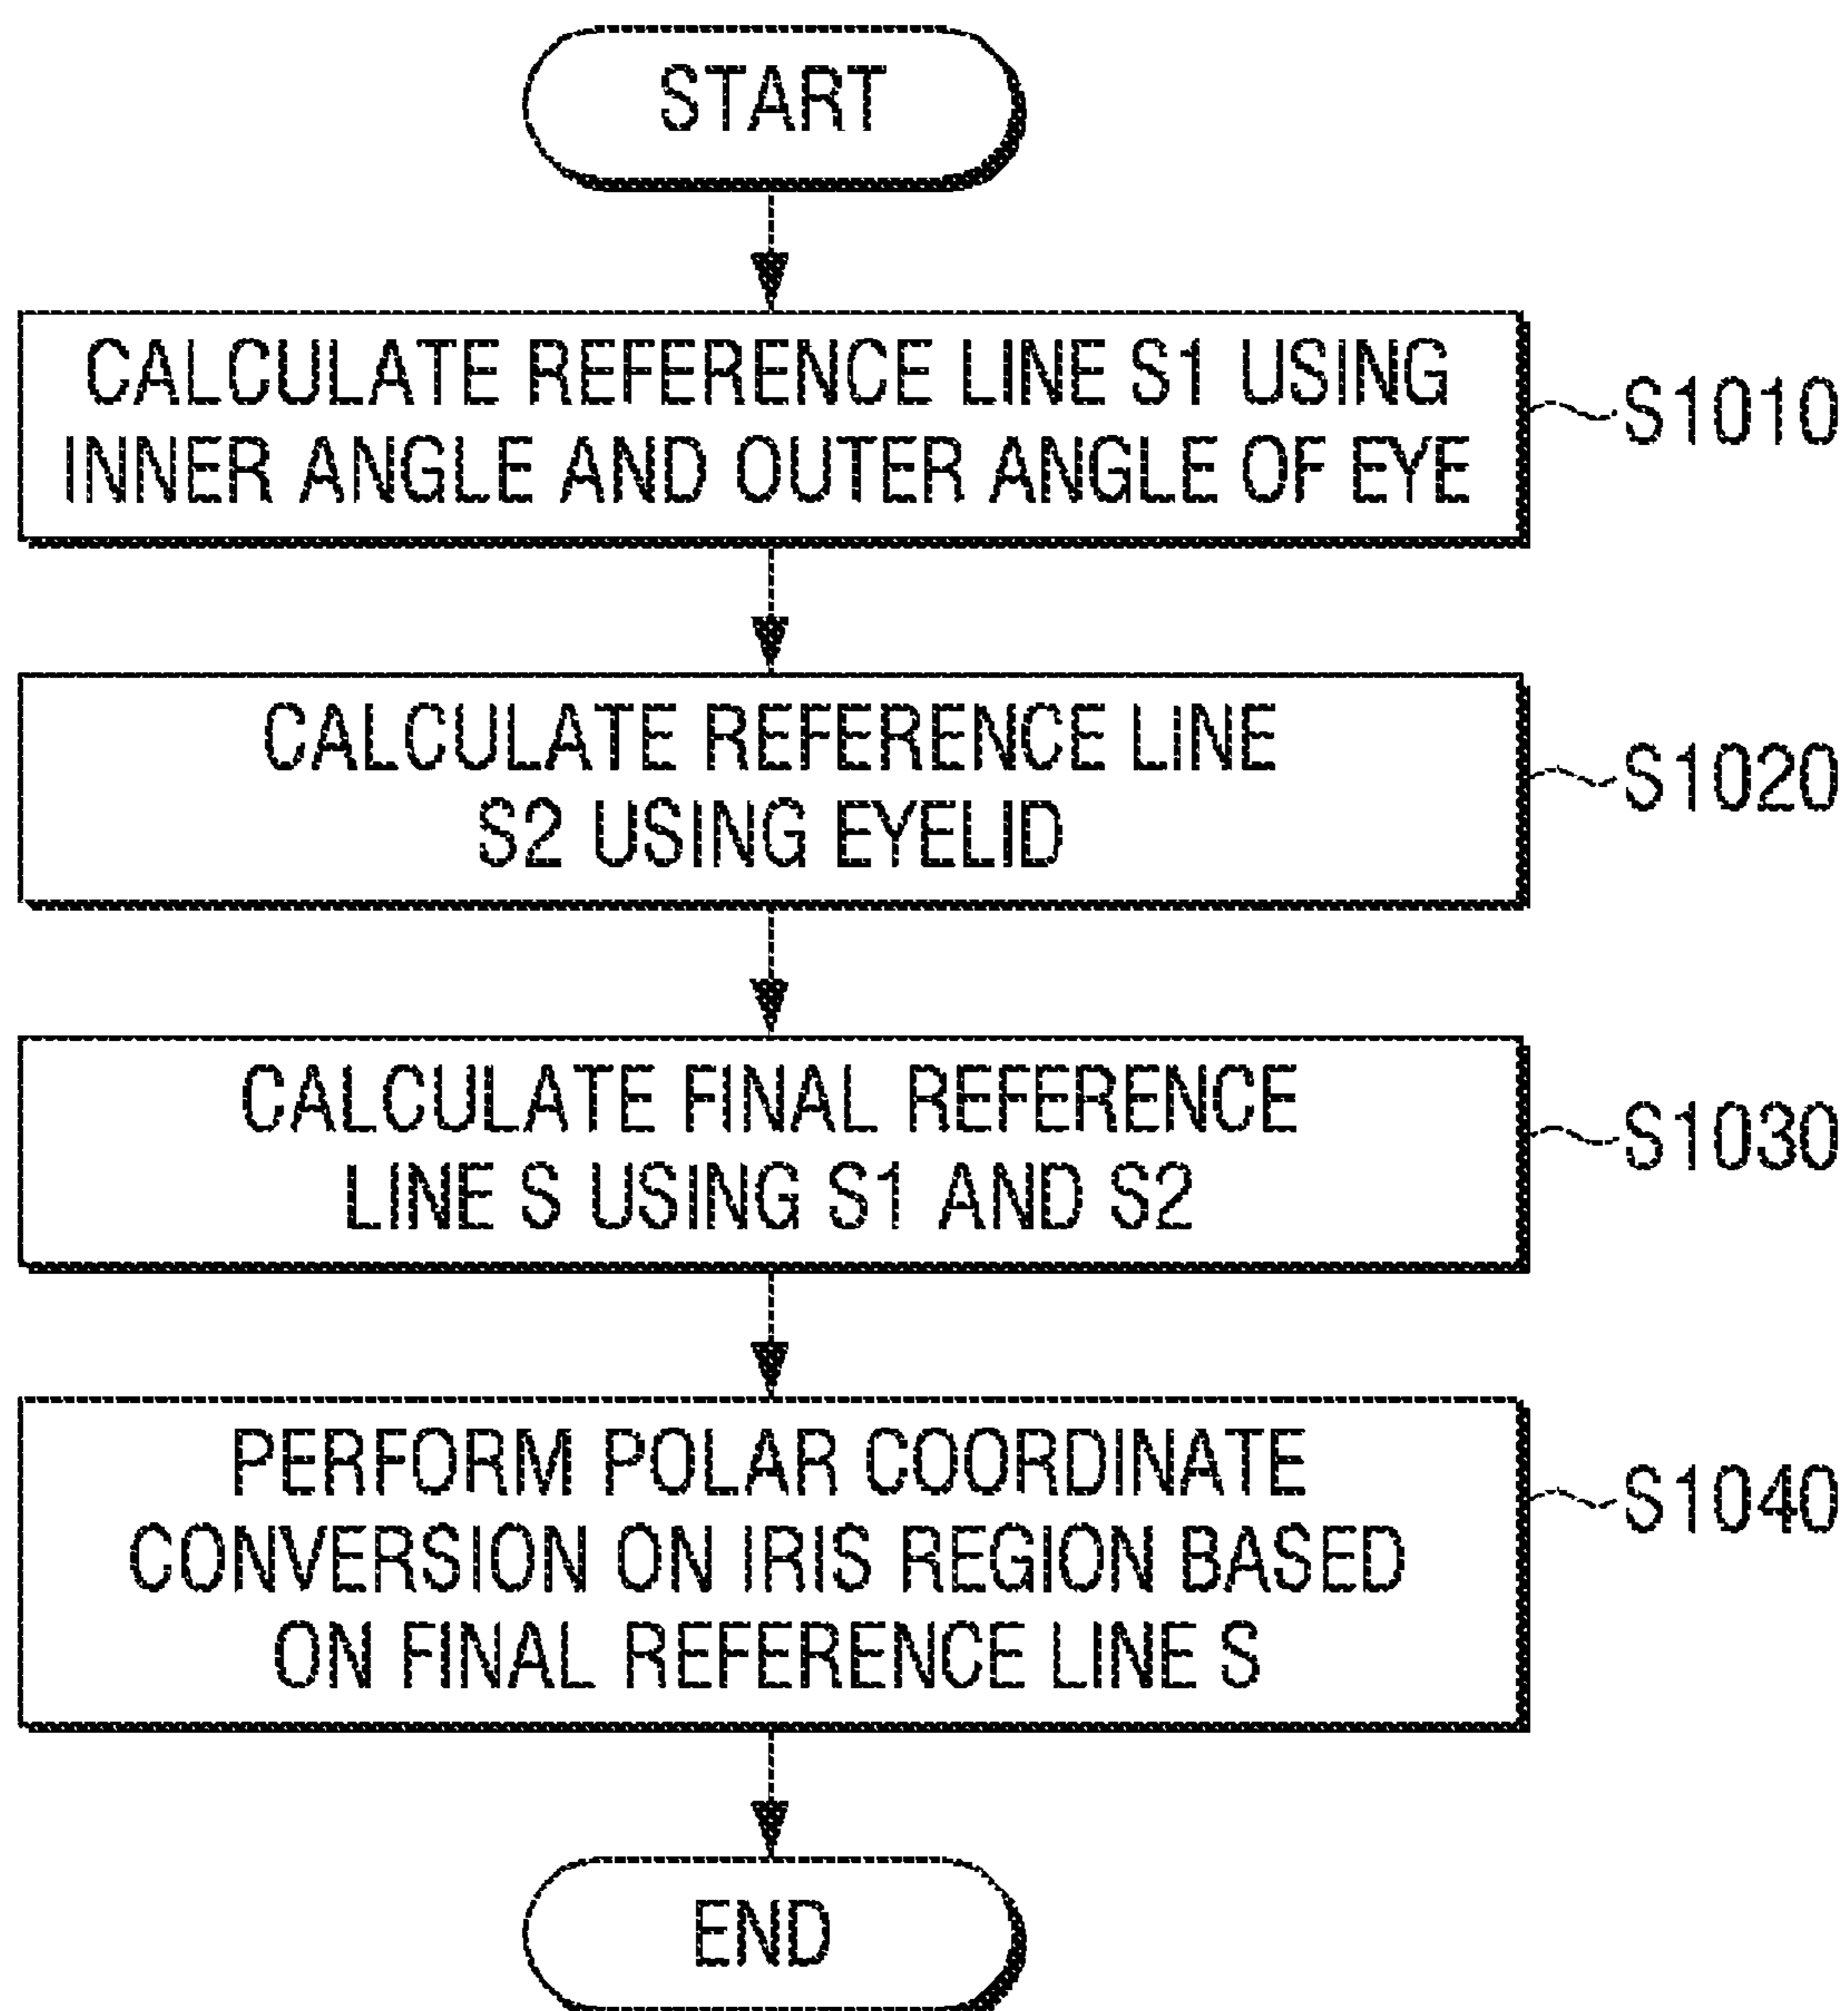 START
CALCULATE REFERENCE LINE S1 USING
INNER ANGLE AND OUTER ANGLE OF EYE
S1010
CALCULATE REFERENCE LINE
S2 USING EYELID
S1020
CALCULATE FINAL REFERENCE
LINE S USING S1 AND S2
S1030
PERFORM POLAR COORDINATE
CONVERSION ON IRIS REGION BASED
ON FINAL REFERENCE LINE S
S1040
END